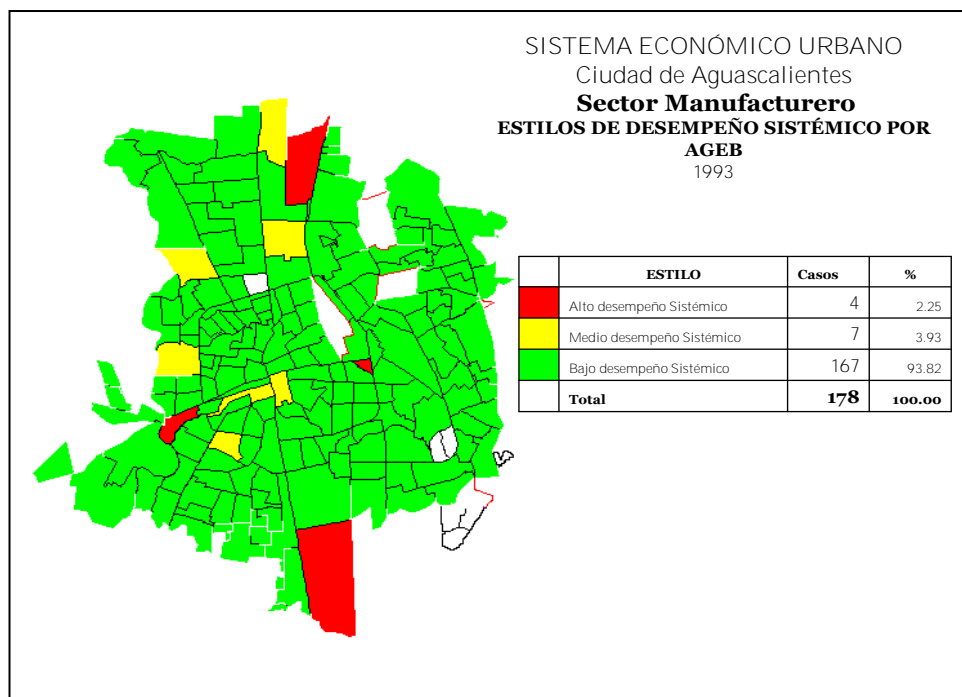 SISTEMA ECONÓMICO URBANO
Ciudad de Aguascalientes
Sector Manufacturero
ESTILOS DE DESEMPEÑO SISTÉMICO POR
AGEB
1993
ESTILO Casos %
Alto desempeño Sistémico 4 2.25
Medio desempeño Sistémico 7 3.93
Bajo desempeño Sistémico 167 93.82
Total 178 100.00